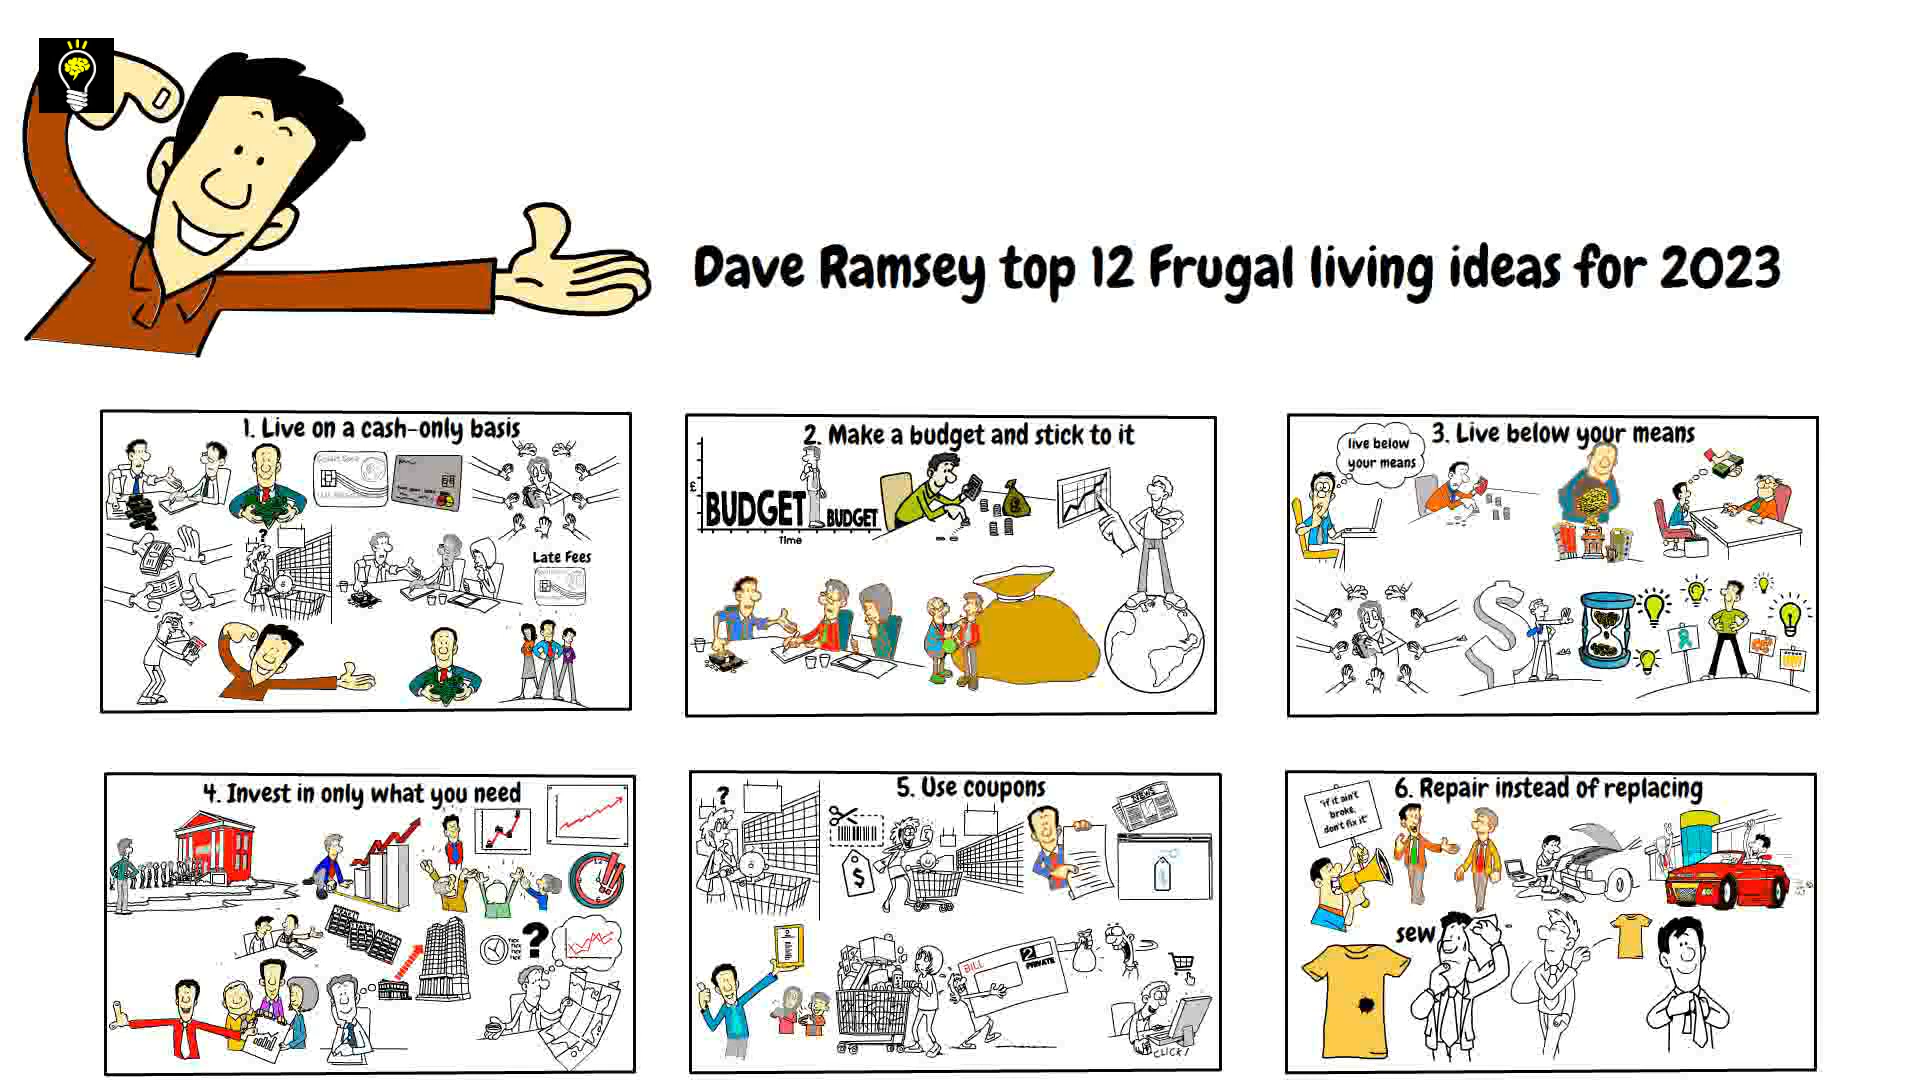 Dave Ramsey top 12 Frugal living ideas for 2023
1. Live on a cash-only basis
?
Late Fees
2. Make a budget and stick to it
£
BUDGET
BUDGET
Time
3. Live below your means
live below
your means
4. Invest in only what you need
?
5. Use coupons
?
$
NEWS
BILL
2
PRIVATE
CLICK!
6. Repair instead of replacing
"if it ain't
broke,
don't fix it"
sew